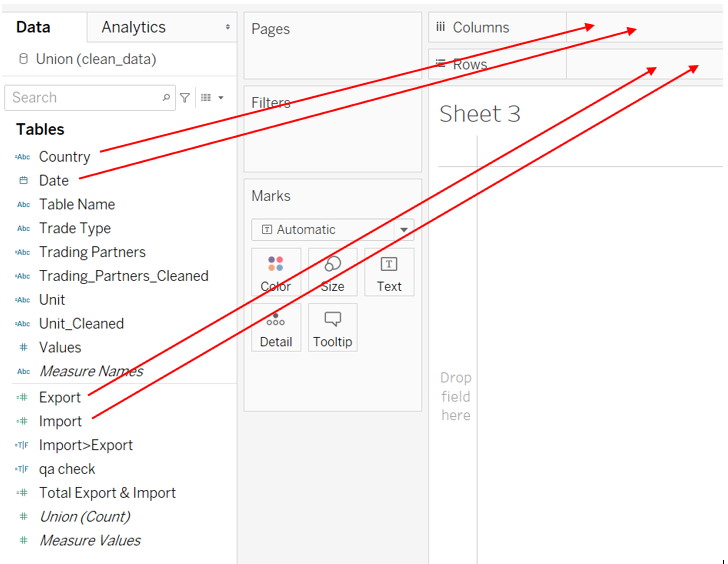 Data
Analytics
Union (clean_data)
Search
Tables
Abc Country
Date
Abc Table Name
Abc Trade Type
Abc Trading Partners
Abc Trading_Partners_Cleaned
Abc Unit
Abc Unit_Cleaned
# Values
Abc Measure Names
=# Export
=# Import
=T|F Import>Export
=T|F qa check
=# Total Export & Import
# Union (Count)
# Measure Values
Pages
Filters
Marks
T Automatic
Color
Size
T Text
Detail
Tooltip
iii Columns
Rows
Sheet 3
Drop
field
here